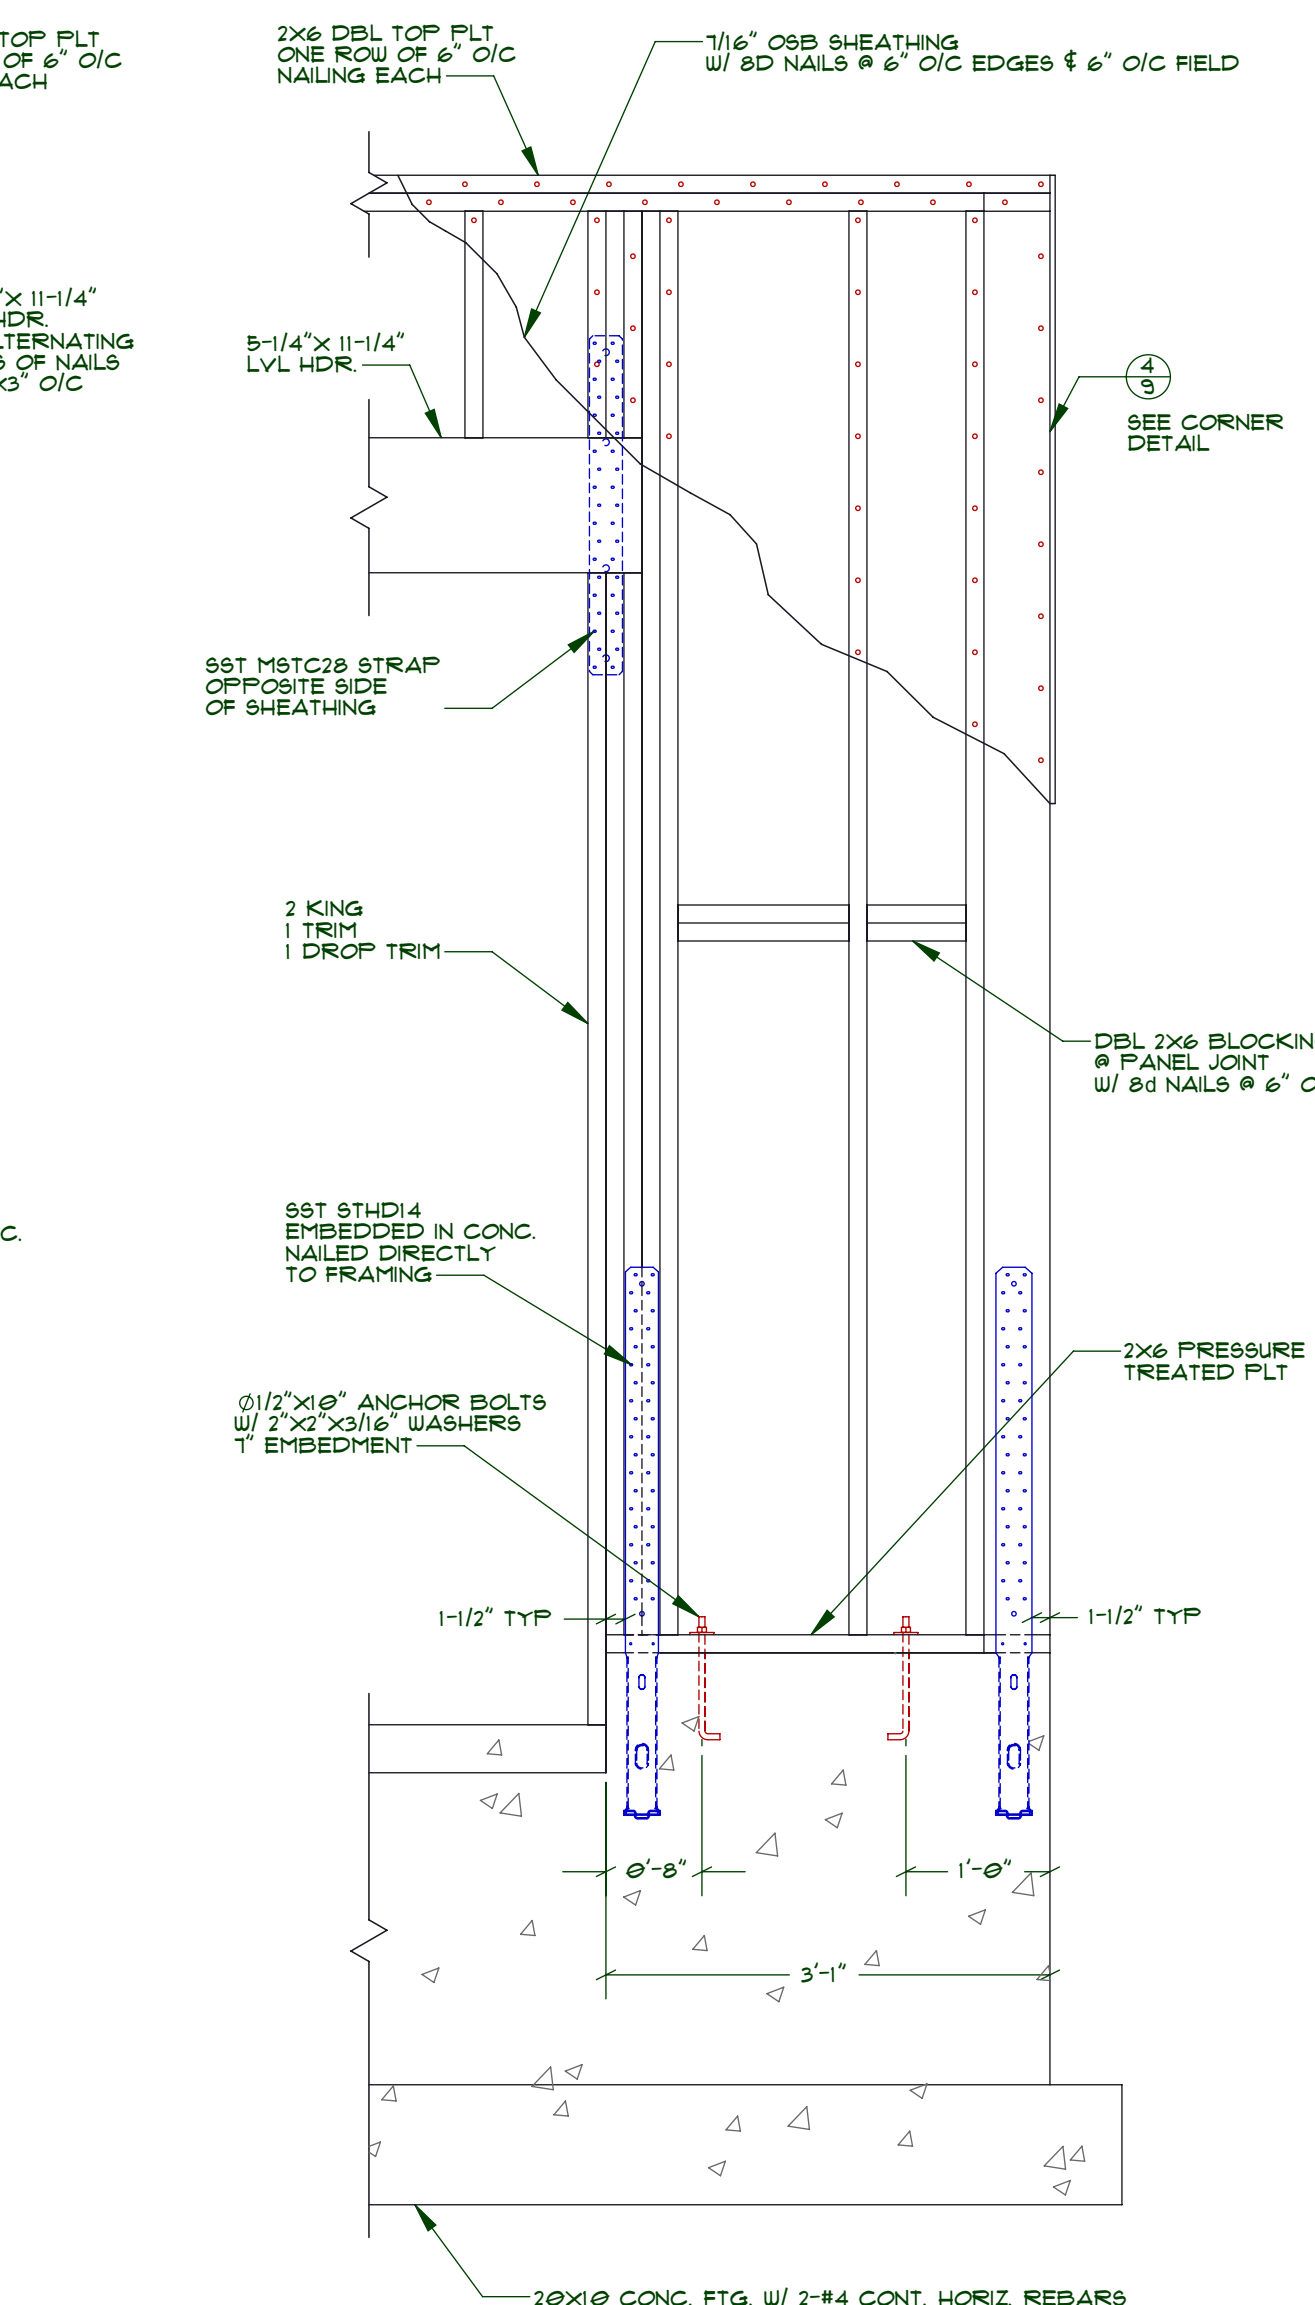 TOP PLT
OF 6" O/C
ACH
2X6 DBL TOP PLT
ONE ROW OF 6" O/C
NAILING EACH
7/16" OSB SHEATHING
W/ 8D NAILS @ 6" O/C EDGES & 6" O/C FIELD
"X 11-1/4"
HDR.
LTERNATING
S OF NAILS
X3" O/C
5-1/4"X 11-1/4"
LVL HDR.
4
9
SEE CORNER
DETAIL
SST MSTC28 STRAP
OPPOSITE SIDE
OF SHEATHING
2 KING
1 TRIM
1 DROP TRIM
DBL 2X6 BLOCKIN
@ PANEL JOINT
W/ 8d NAILS @ 6" O
C.
SST STHD14
EMBEDDED IN CONC.
NAILED DIRECTLY
TO FRAMING
2X6 PRESSURE
TREATED PLT
Ø1/2"X10" ANCHOR BOLTS
W/ 2"X2"X3/16" WASHERS
7" EMBEDMENT
1-1/2" TYP
1-1/2" TYP
0'-8"
1'-0"
3'-1"
20X10 CONC. FTG. W/ 2-#4 CONT. HORIZ. REBARS